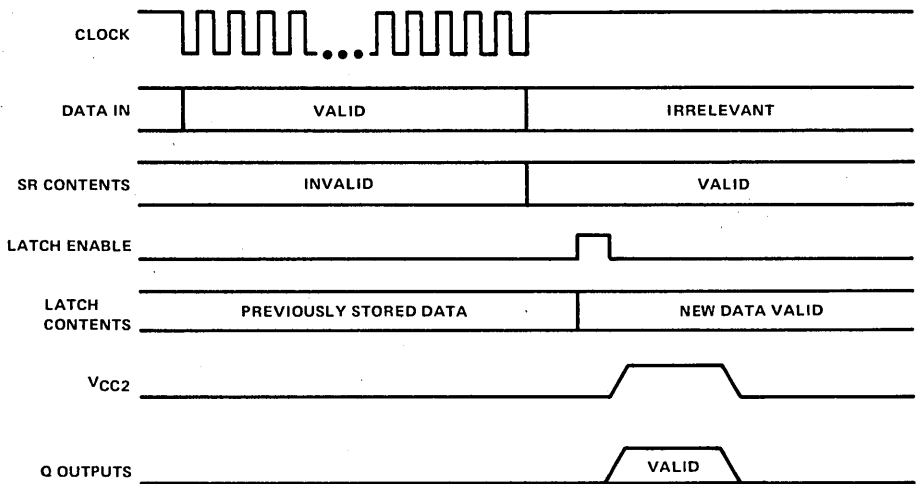 CLOCK
DATA IN
VALID
IRRELEVANT
SR CONTENTS
INVALID
VALID
LATCH ENABLE
LATCH
CONTENTS
PREVIOUSLY STORED DATA
NEW DATA VALID
VCC2
Q OUTPUTS
VALID